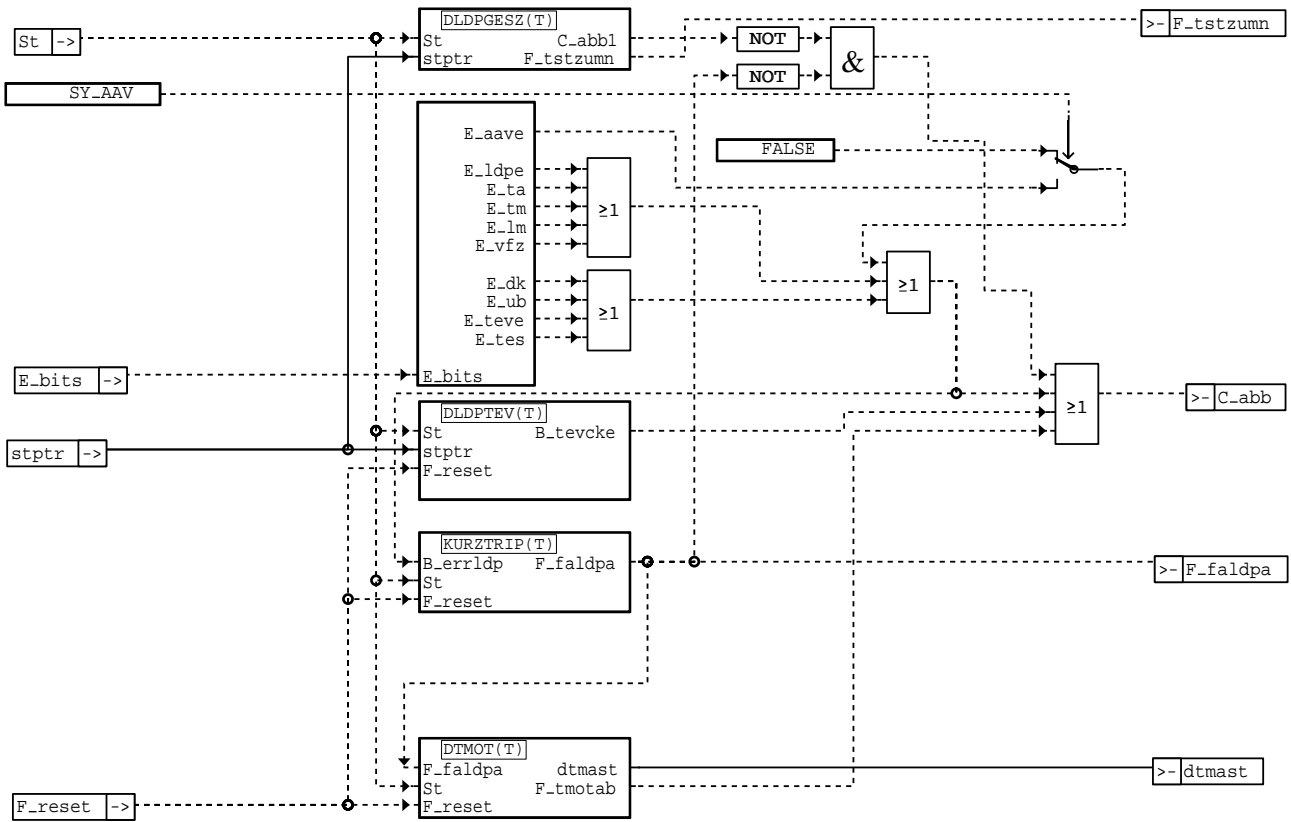 DLDPGESZ(T)
>- F_tstzumn
St ->
St C_abb1
NOT
stptr F_tstzumn
&
NOT
SY_AAV
E_aave
FALSE
E_ldpe
E_ta
E_tm
≥1
E_lm
E_vfz
E_dk
≥1
E_ub
≥1
E_teve
E_tes
E_bits ->
E_bits
>- C_abb
≥1
DLDPTEV(T)
St B_tevcke
stptr ->
stptr
F_reset
KURZTRIP(T)
B_errldp F_faldpa
>- F_faldpa
St
F_reset
DTMOT(T)
F_faldpa dtmast
>- dtmast
St F_tmotab
F_reset ->
F_reset